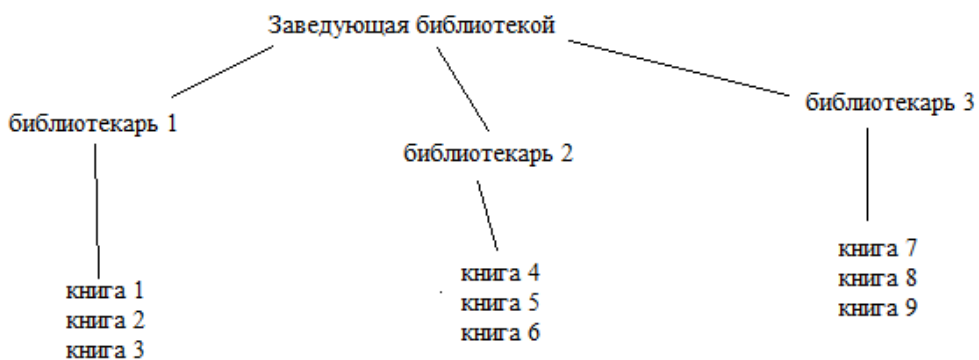 Заведующая библиотекой
библиотекарь 1
библиотекарь 2
библиотекарь 3
книга 1
книга 2
книга 3
книга 4
книга 5
книга 6
книга 7
книга 8
книга 9